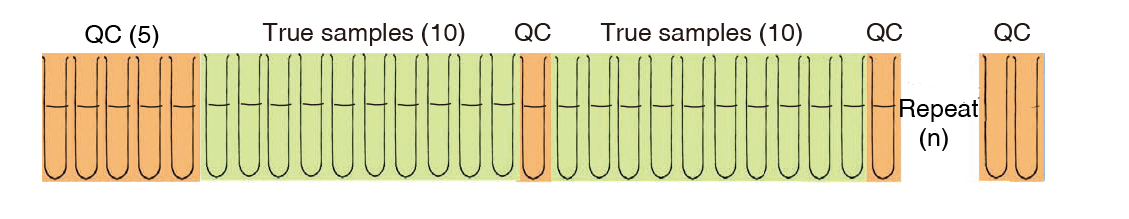 QC (5)
True samples (10)
QC
True samples (10)
QC
QC
Repeat
(n)